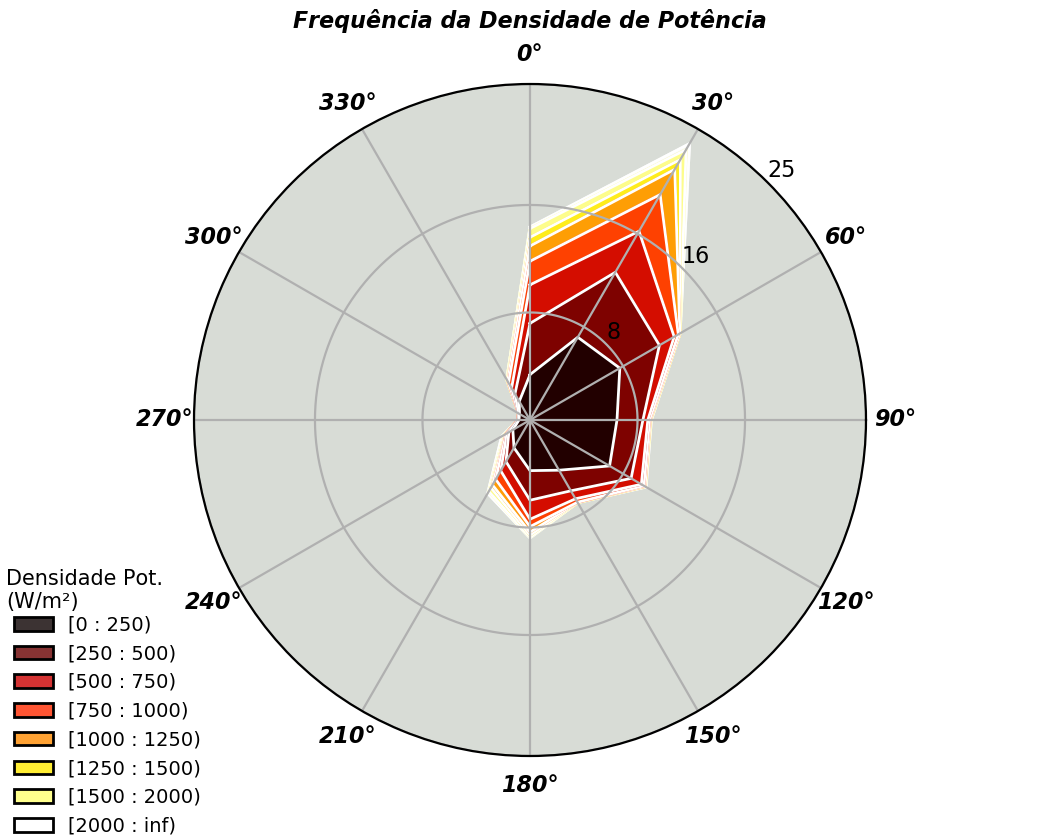 Frequência da Densidade de Potência
0°
330°
30°
25
300°
60°
16
8
270°
90°
240°
120°
210°
150°
180°
Densidade Pot.
(W/m²)
[0 : 250)
[250 : 500)
[500 : 750)
[750 : 1000)
[1000 : 1250)
[1250 : 1500)
[1500 : 2000)
[2000 : inf)